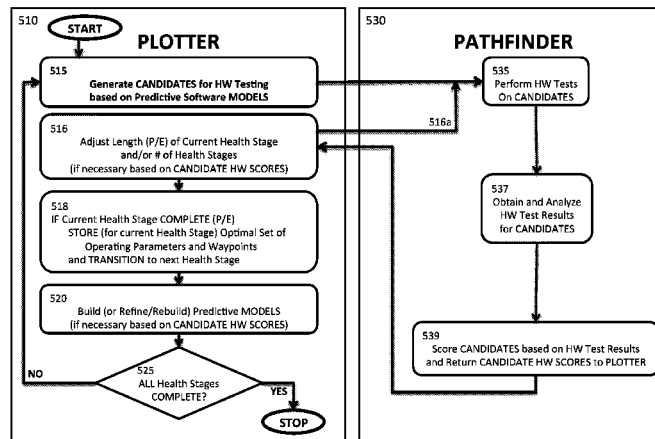 510
START
PLOTTER
515
Generate CANDIDATES for HW Testing
based on Predictive Software MODELS
516
Adjust Length (P/E) of Current Health Stage
and/or # of Health Stages
(if necessary based on CANDIDATE HW SCORES)
518
IF Current Health Stage COMPLETE (P/E)
STORE (for current Health Stage) Optimal Set of
Operating Parameters and Waypoints
and TRANSITION to next Health Stage
520
Build (or Refine/Rebuild) Predictive MODELS
(if necessary based on CANDIDATE HW SCORES)
NO
525
ALL Health Stages
COMPLETE?
YES
STOP
530
PATHFINDER
535
Perform HW Tests
On CANDIDATES
516a
537
Obtain and Analyze
HW Test Results
for CANDIDATES
539
Score CANDIDATES based on HW Test Results
and Return CANDIDATE HW SCORES to PLOTTER